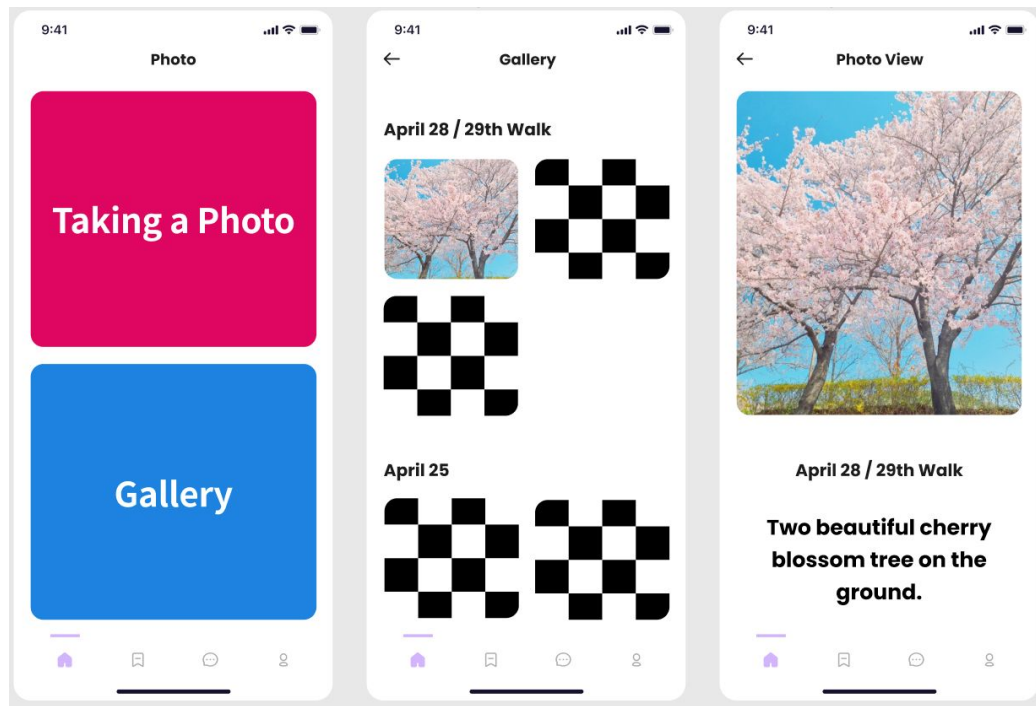 9:41
Photo
Taking a Photo
Gallery
9:41
Gallery
April 28 / 29th Walk
April 25
9:41
Photo View
April 28 / 29th Walk
Two beautiful cherry
blossom tree on the
ground.